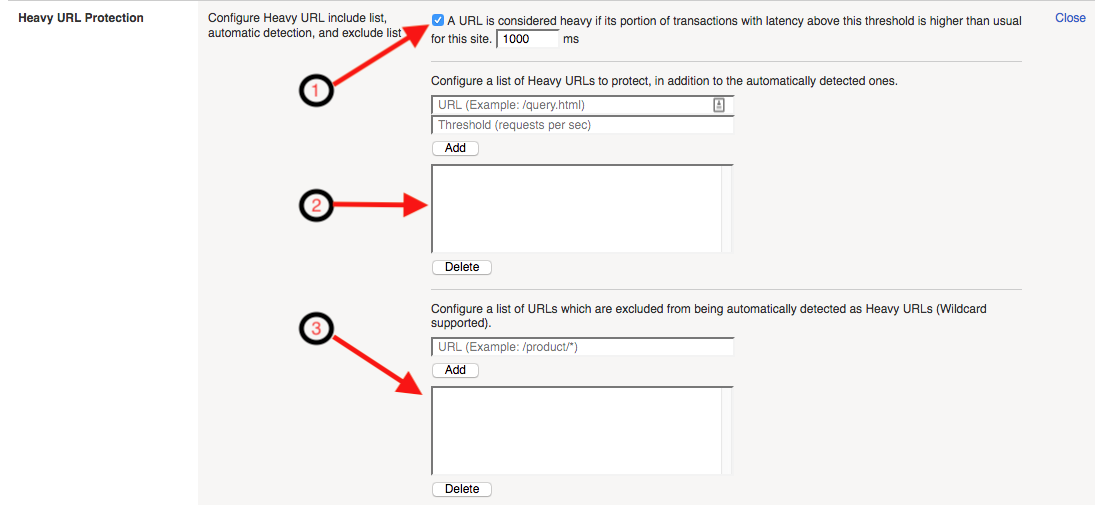 Heavy URL Protection
Configure Heavy URL include list,
automatic detection, and exclude list
A URL is considered heavy if its portion of transactions with latency above this threshold is higher than usual
for this site. 1000 ms
Close
1
Configure a list of Heavy URLs to protect, in addition to the automatically detected ones.
URL (Example: /query.html)
Threshold (requests per sec)
Add
2
Delete
Configure a list of URLs which are excluded from being automatically detected as Heavy URLs (Wildcard
supported).
3
URL (Example: /product/*)
Add
Delete